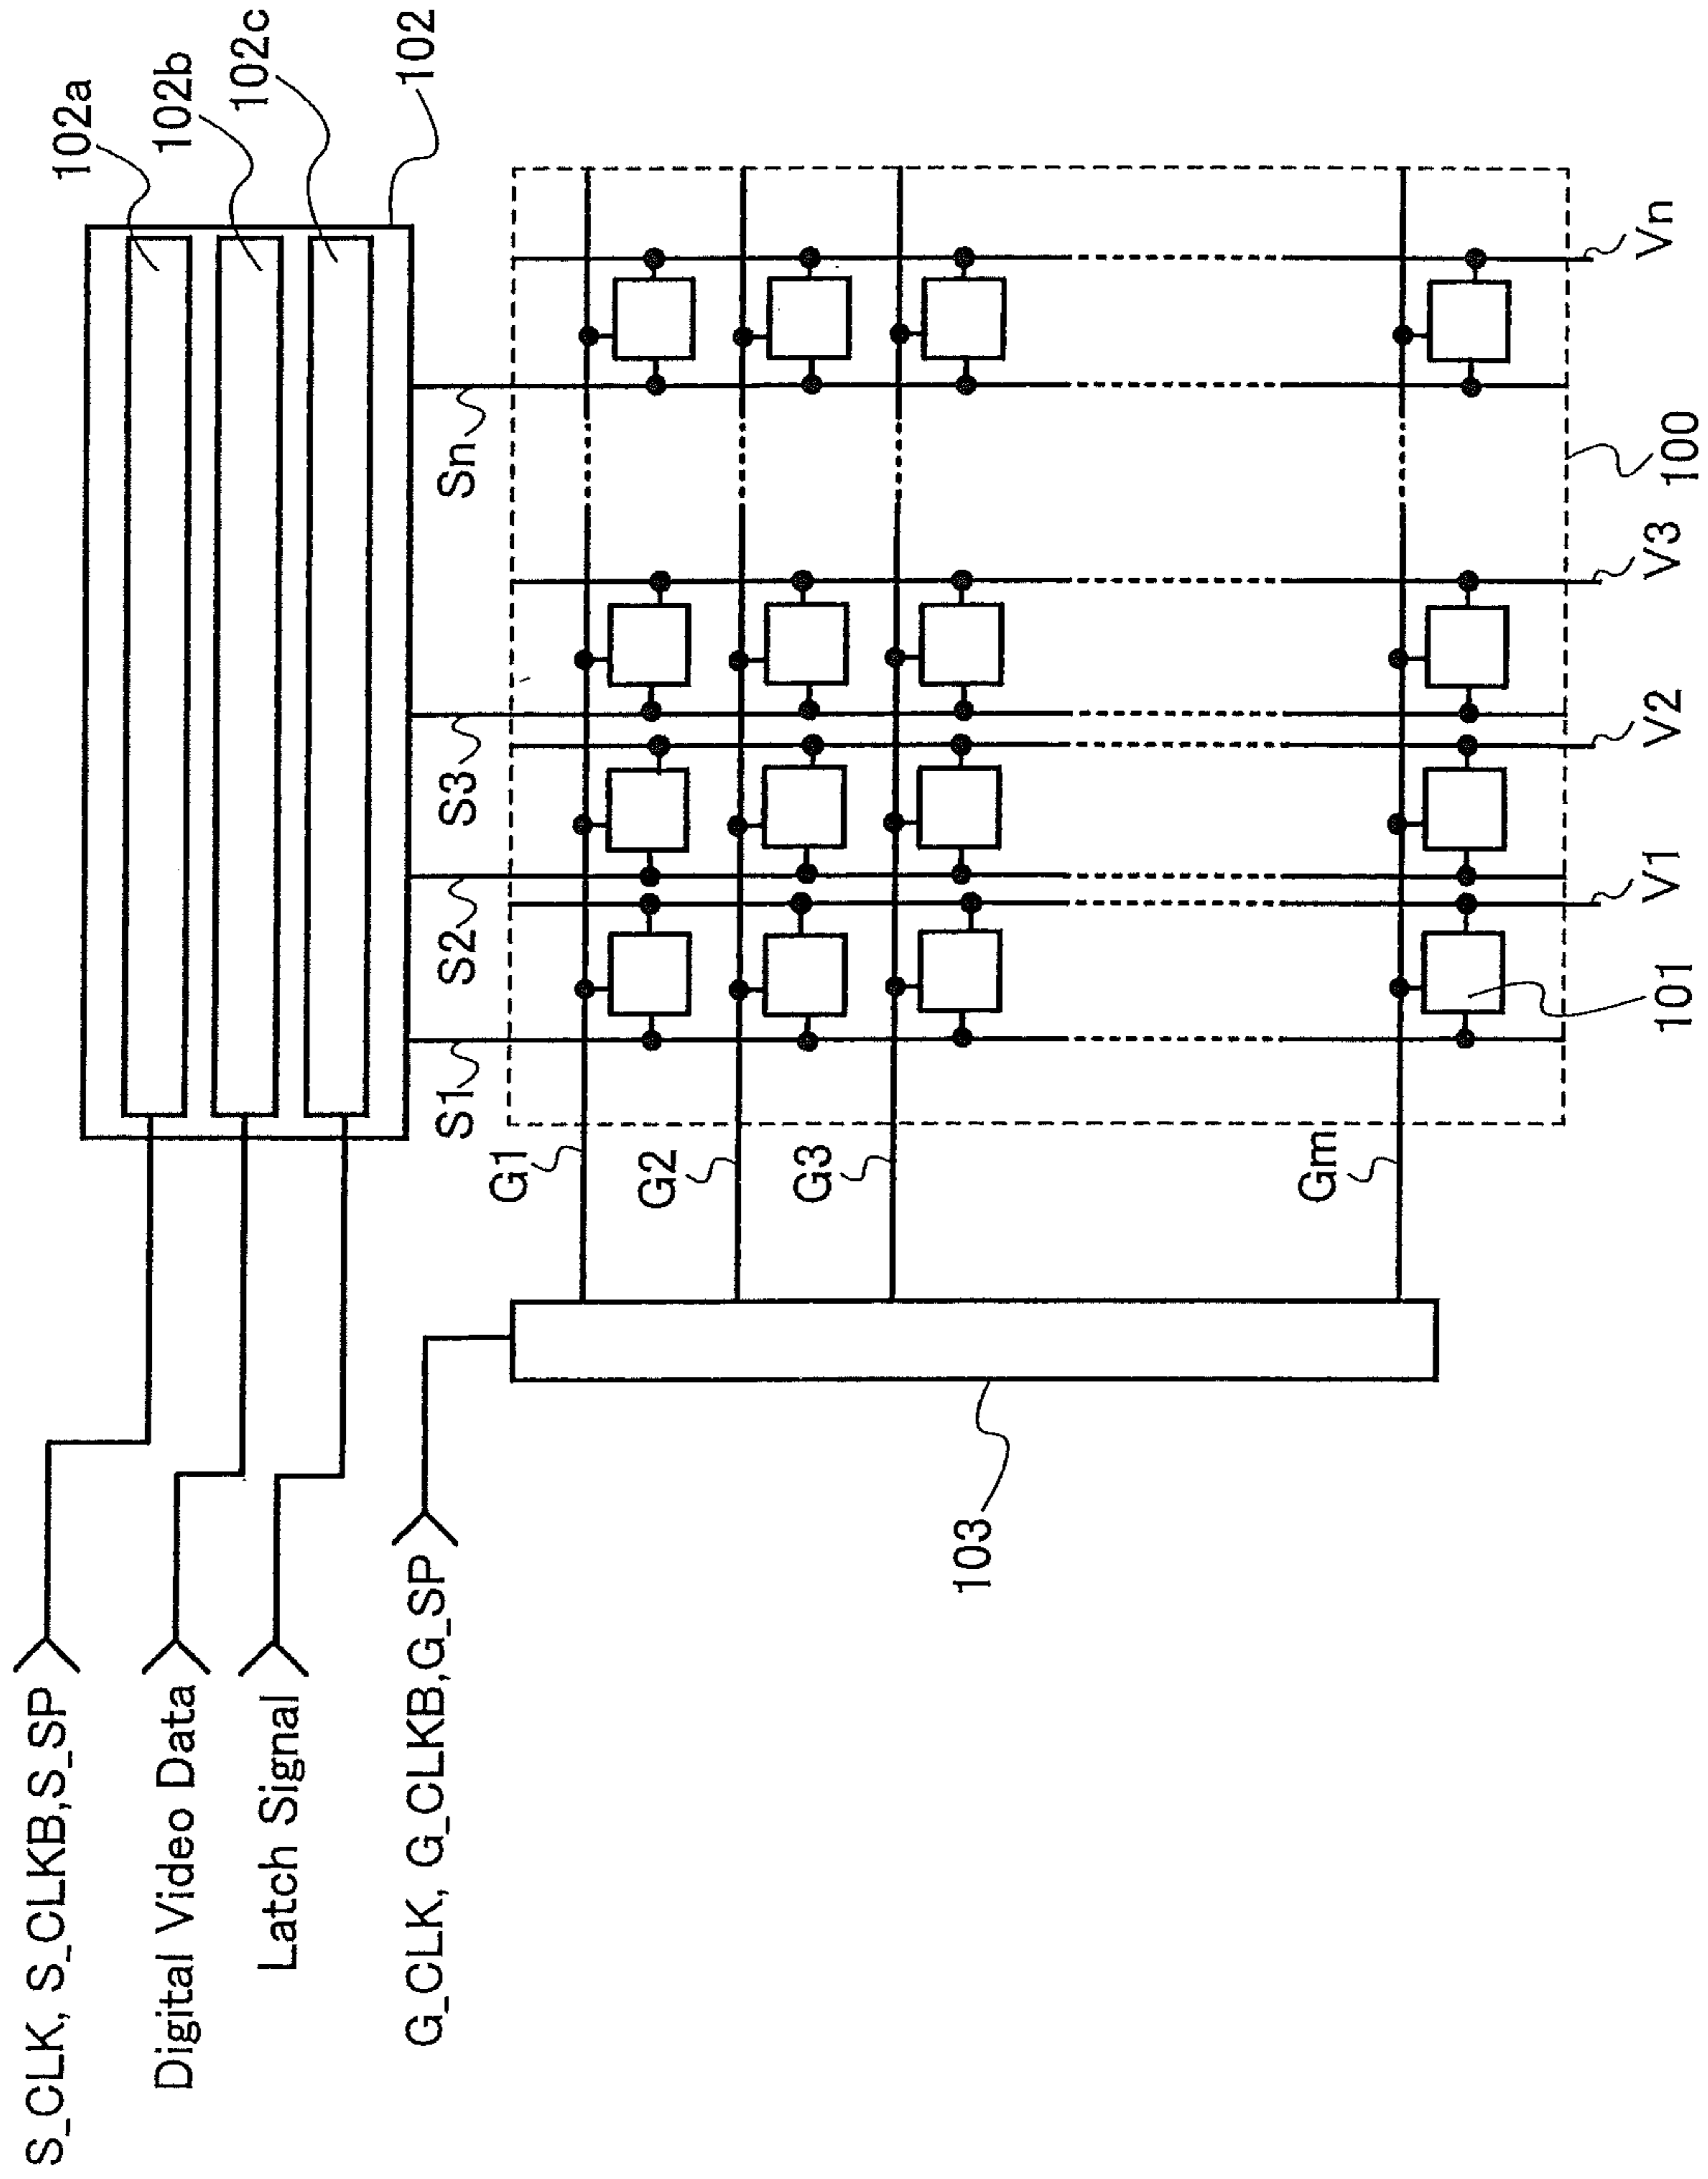 S_CLK, S_CLKB,S_SP
Digital Video Data
Latch Signal
G_CLK, G_CLKB,G_SP
102a
102b
102c
102
S1
S2
S3
Sn
G1
G2
G3
Gm
103
101
V1
V2
V3
100
Vn